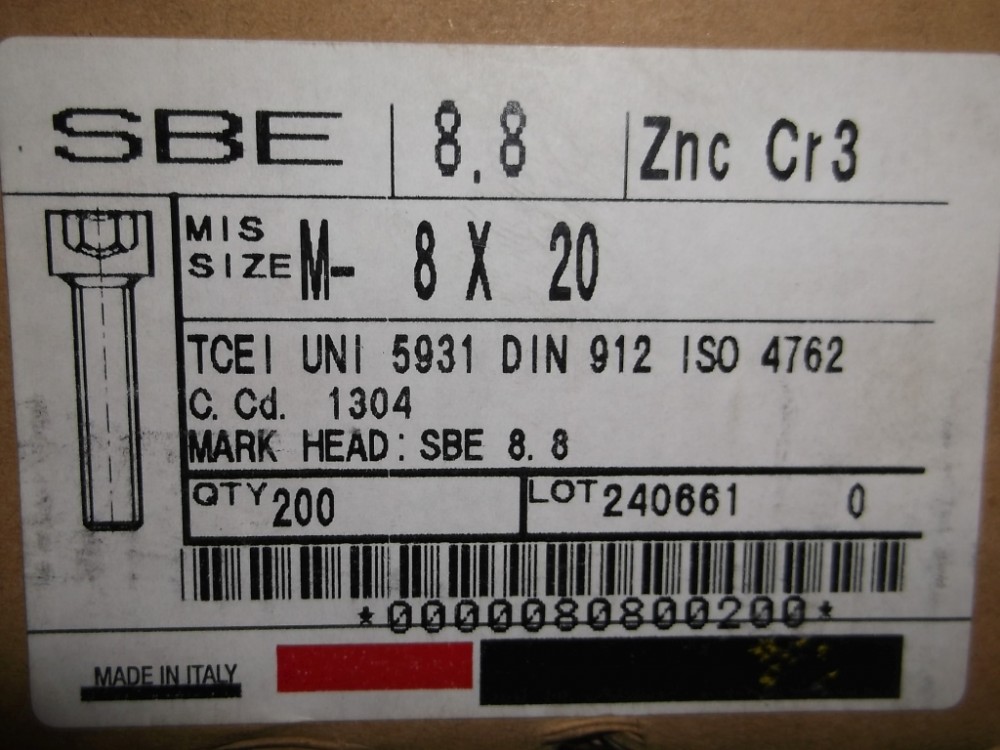 SBE 8.8 Znc Cr3
MIS
SIZE M- 8 X 20
TCEI UNI 5931 DIN 912 ISO 4762
C. Cd. 1304
MARK HEAD: SBE 8.8
QTY 200 LOT 240661 0
*0000080800200*
MADE IN ITALY